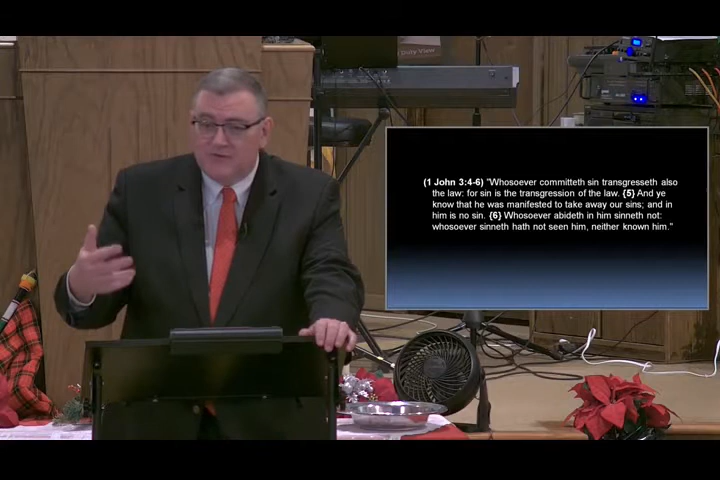 (1 John 3:4-6) "Whosoever committeth sin transgresseth also
the law: for sin is the transgression of the law. {5} And ye
know that he was manifested to take away our sins; and in
him is no sin. {6} Whosoever abideth in him sinneth not:
whosoever sinneth hath not seen him, neither known him."